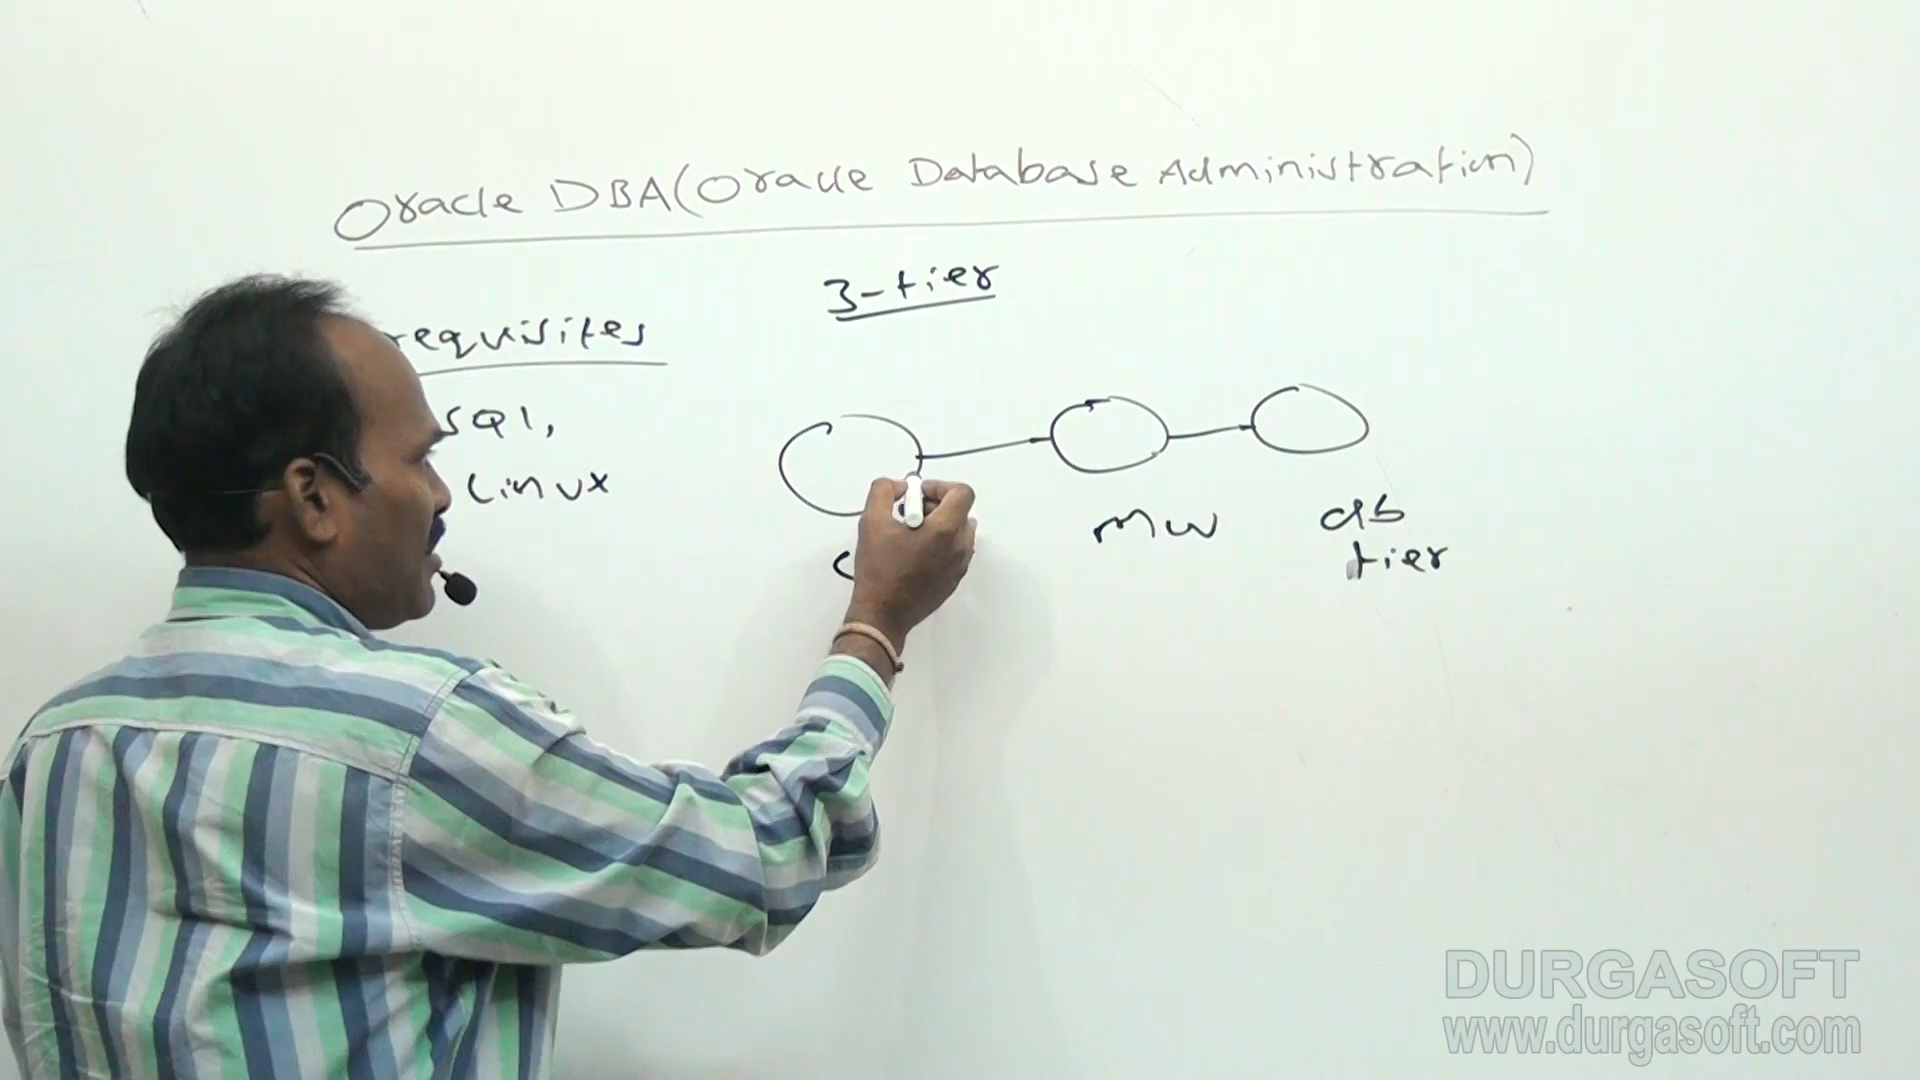 Oracle DBA(Oracle Database Administration)
3-tier
requisites
SQL,
Linux
MW
db
tier
DURGASOFT
www.durgasoft.com